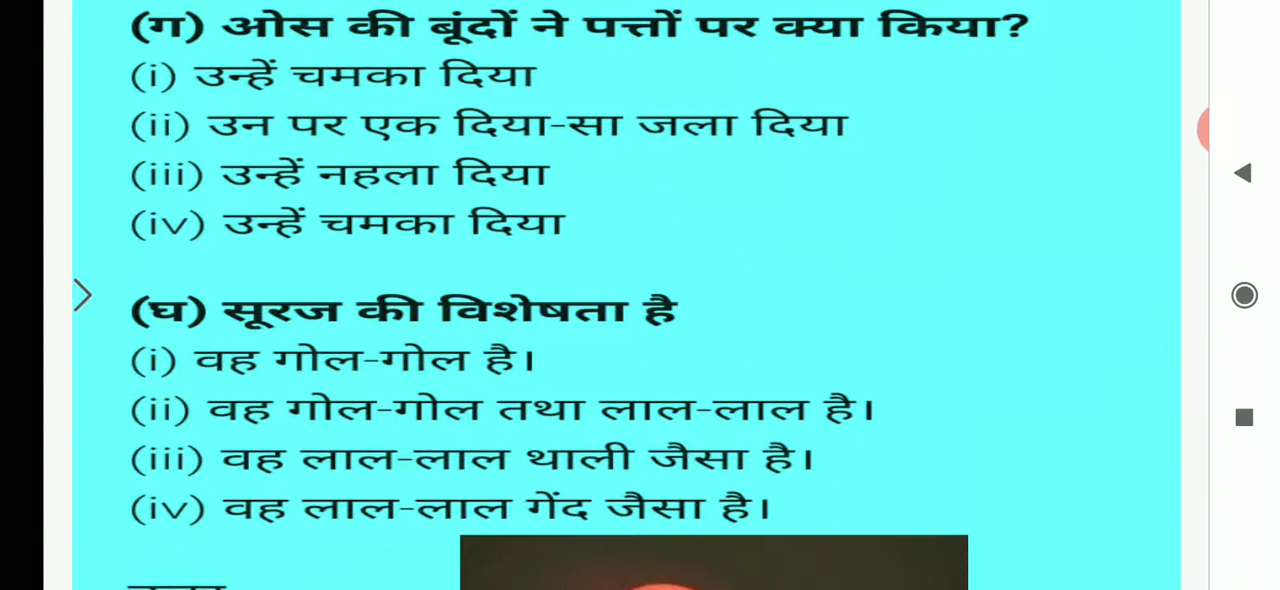 (ग) ओस की बूंदों ने पत्तों पर क्या किया?
(i) उन्हें चमका दिया
(ii) उन पर एक दिया-सा जला दिया
(iii) उन्हें नहला दिया
(iv) उन्हें चमका दिया
(घ) सूरज की विशेषता है
(i) वह गोल-गोल है।
(ii) वह गोल-गोल तथा लाल-लाल है।
(iii) वह लाल-लाल थाली जैसा है।
(iv) वह लाल-लाल गेंद जैसा है।